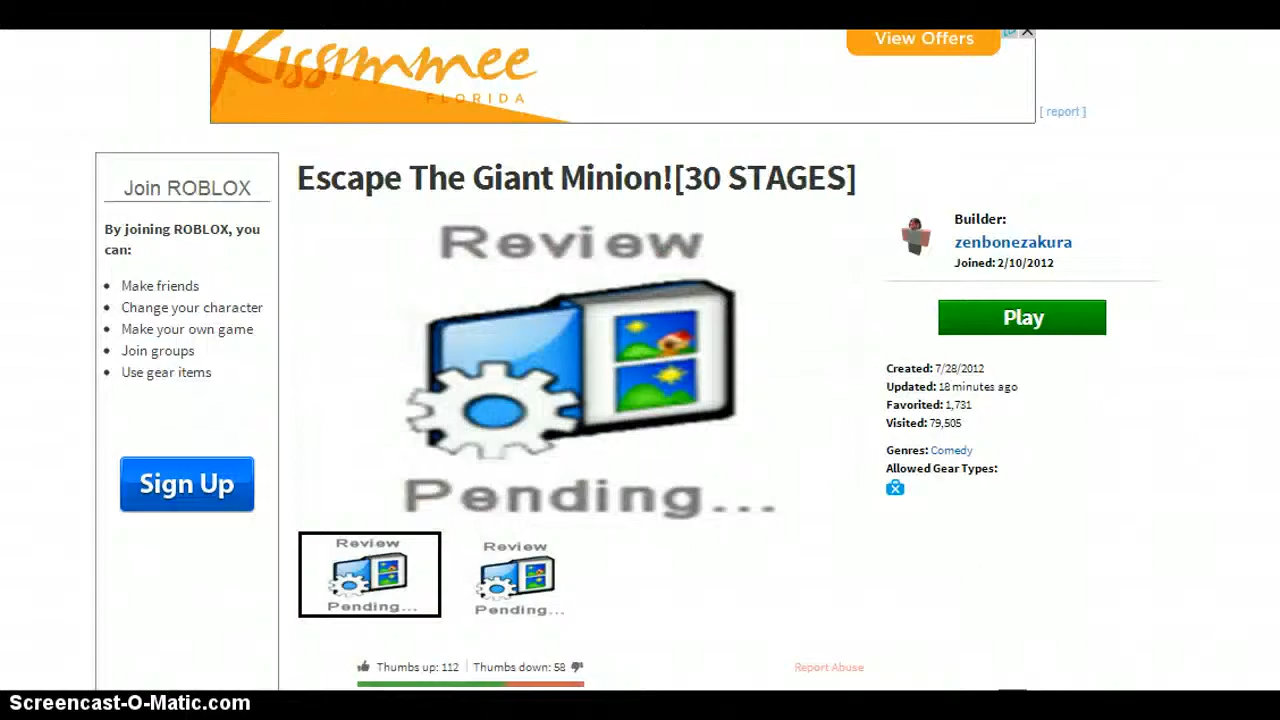 Kissimmee
FLORIDA
View Offers
[ report ]
Join ROBLOX
By joining ROBLOX, you
can:
Make friends
Change your character
Make your own game
Join groups
Use gear items
Sign Up
Escape The Giant Minion![30 STAGES]
Review
Pending...
Review
Pending...
Review
Pending...
Thumbs up: 112
Thumbs down: 58
Report Abuse
Builder:
zenbonezakura
Joined: 2/10/2012
Play
Created: 7/28/2012
Updated: 18 minutes ago
Favorited: 1,731
Visited: 79,505
Genres: Comedy
Allowed Gear Types:
Screencast-O-Matic.com